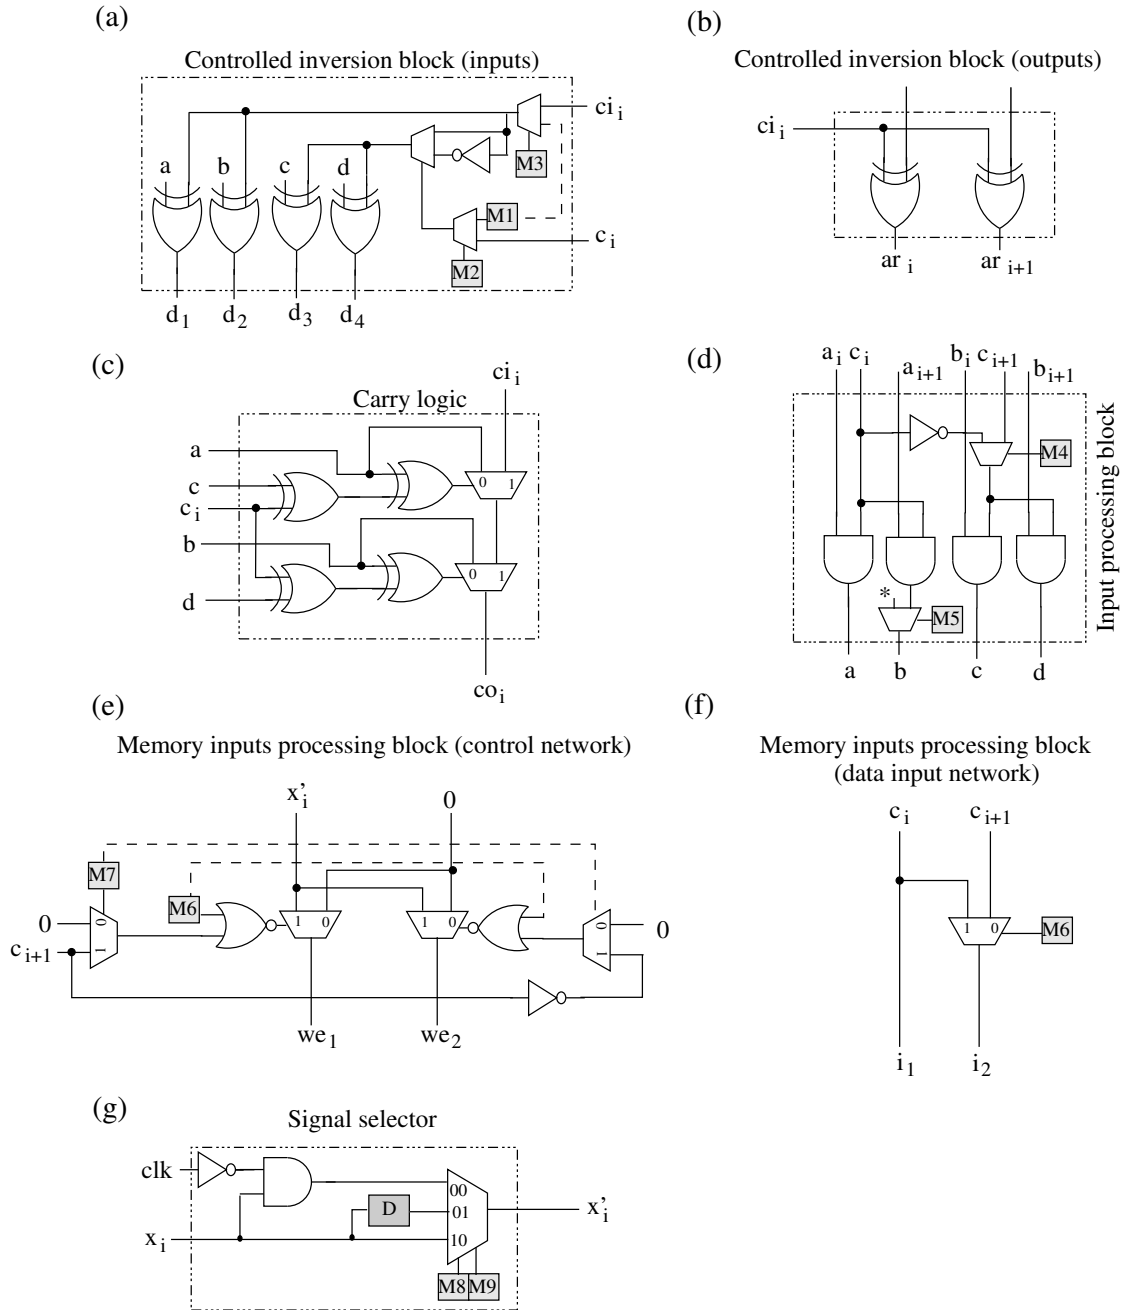 (a)
Controlled inversion block (inputs)
ci i
a b c d
M3
M1
c i
M2
d 1 d 2 d 3 d 4
(b)
Controlled inversion block (outputs)
ci i
ar i ar i+1
(c)
ci i
Carry logic
a
c
c i
0 1
b
0 1
d
co i
(d)
a i c i a i+1 b i c i+1 b i+1
M4
Input processing block
*
M5
a b c d
(e)
Memory inputs processing block (control network)
x' i 0
M7
M6
0 0 1 0 1 0 0 0
c i+1 1 1
we 1 we 2
(f)
Memory inputs processing block
(data input network)
c i c i+1
1 0 M6
i 1 i 2
(g)
Signal selector
clk
00
D 01 x' i
x i 10
M8 M9